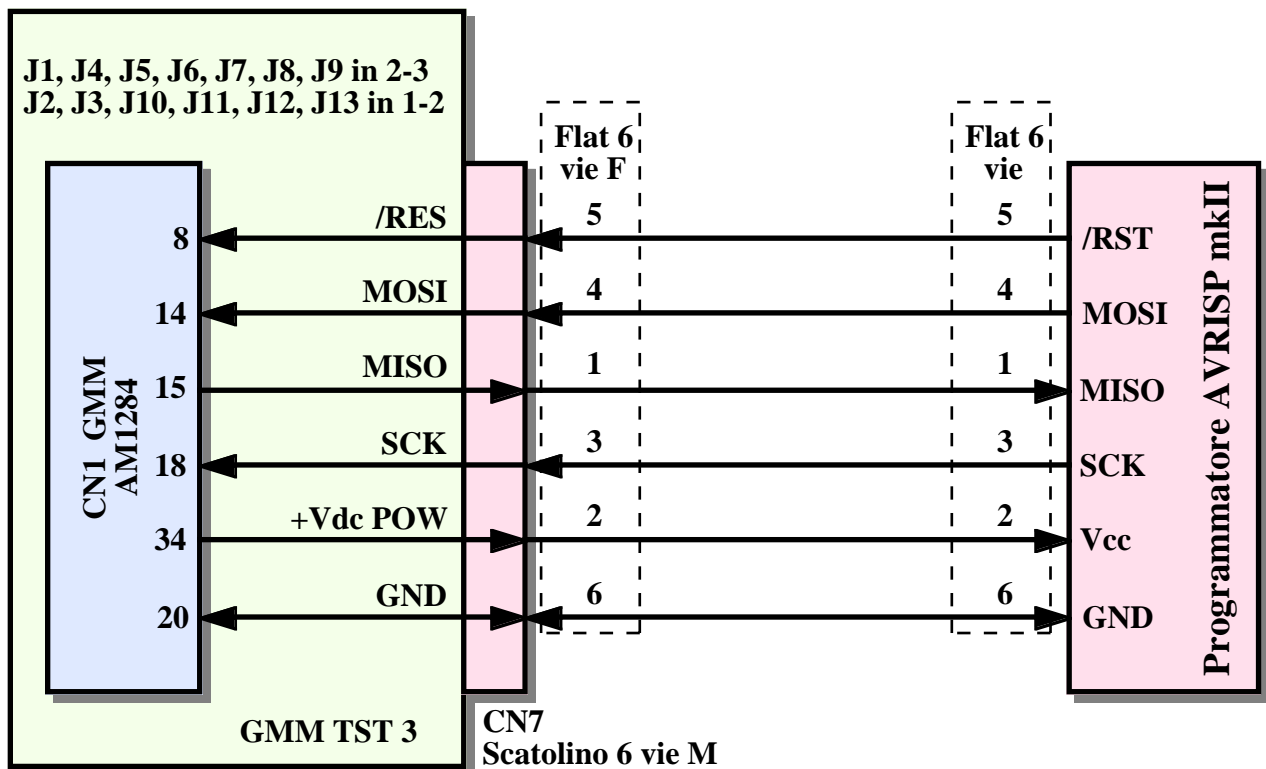 J1, J4, J5, J6, J7, J8, J9 in 2-3
J2, J3, J10, J11, J12, J13 in 1-2
Flat 6
vie F
Flat 6
vie
8
/RES
5
5
/RST
14
MOSI
4
4
MOSI
15
MISO
1
1
MISO
18
SCK
3
3
SCK
34
+Vdc POW
2
2
Vcc
20
GND
6
6
GND
CN1 GMM
AM1284
Programmatore AVRISP mkII
GMM TST 3
CN7
Scatolino 6 vie M